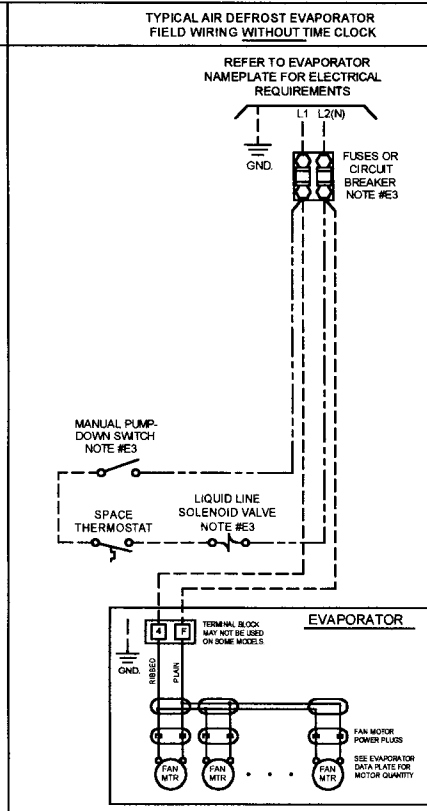 TYPICAL AIR DEFROST EVAPORATOR
FIELD WIRING WITHOUT TIME CLOCK
REFER TO EVAPORATOR
NAMEPLATE FOR ELECTRICAL
REQUIREMENTS
L1 L2(N)
GND.
FUSES OR
CIRCUIT
BREAKER
NOTE #E3
MANUAL PUMP-
DOWN SWITCH
NOTE #E3
SPACE
THERMOSTAT
LIQUID LINE
SOLENOID VALVE
NOTE #E3
EVAPORATOR
4 F
TERMINAL BLOCK
MAY NOT BE USED
ON SOME MODELS
GND.
RIBBED
PLAIN
FAN MOTOR
POWER PLUGS
SEE EVAPORATOR
DATA PLATE FOR
MOTOR QUANTITY
FAN
MTR
FAN
MTR
. . .
FAN
MTR